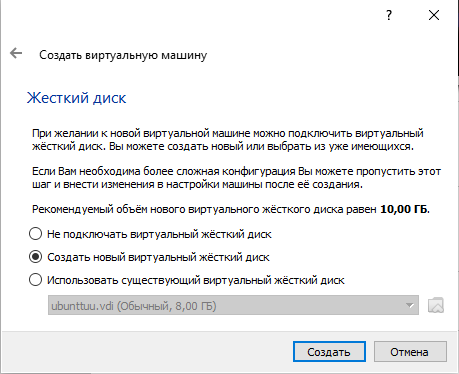 ?
Создать виртуальную машину
Жесткий диск
При желании к новой виртуальной машине можно подключить виртуальный
жёсткий диск. Вы можете создать новый или выбрать из уже имеющихся.
Если Вам необходима более сложная конфигурация Вы можете пропустить этот
шаг и внести изменения в настройки машины после её создания.
Рекомендуемый объём нового виртуального жёсткого диска равен 10,00 ГБ.
Не подключать виртуальный жёсткий диск
Создать новый виртуальный жёсткий диск
Использовать существующий виртуальный жёсткий диск
ubunttuu.vdi (Обычный, 8,00 ГБ)
Создать
Отмена